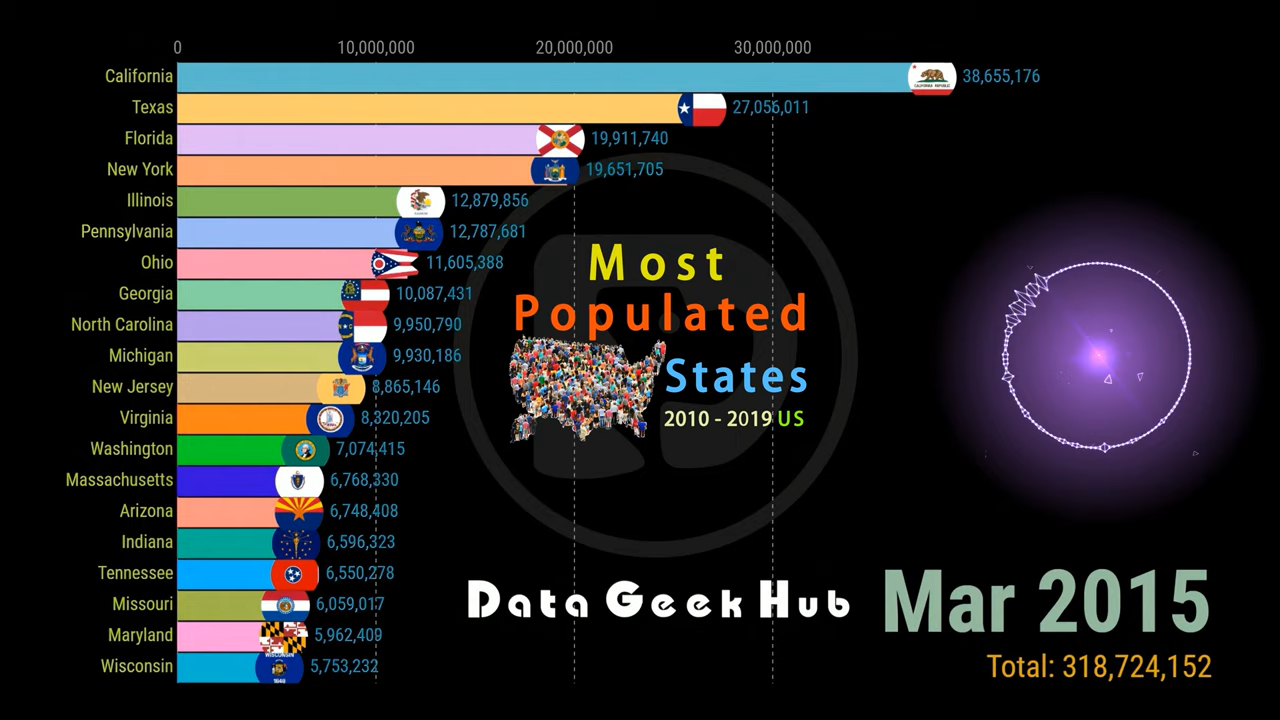 0 10,000,000 20,000,000 30,000,000
California 38,655,176
Texas 27,056,011
Florida 19,911,740
New York 19,651,705
Illinois 12,879,856
Pennsylvania 12,787,681
Ohio 11,605,388
Georgia 10,087,431
North Carolina 9,950,790
Michigan 9,930,186
New Jersey 8,865,146
Virginia 8,320,205
Washington 7,074,415
Massachusetts 6,768,330
Arizona 6,748,408
Indiana 6,596,323
Tennessee 6,550,278
Missouri 6,059,017
Maryland 5,962,409
Wisconsin 5,753,232
CALIFORNIA REPUBLIC
WISCONSIN
1848
Most
Populated
States
2010 - 2019 US
Data Geek Hub
Mar 2015
Total: 318,724,152